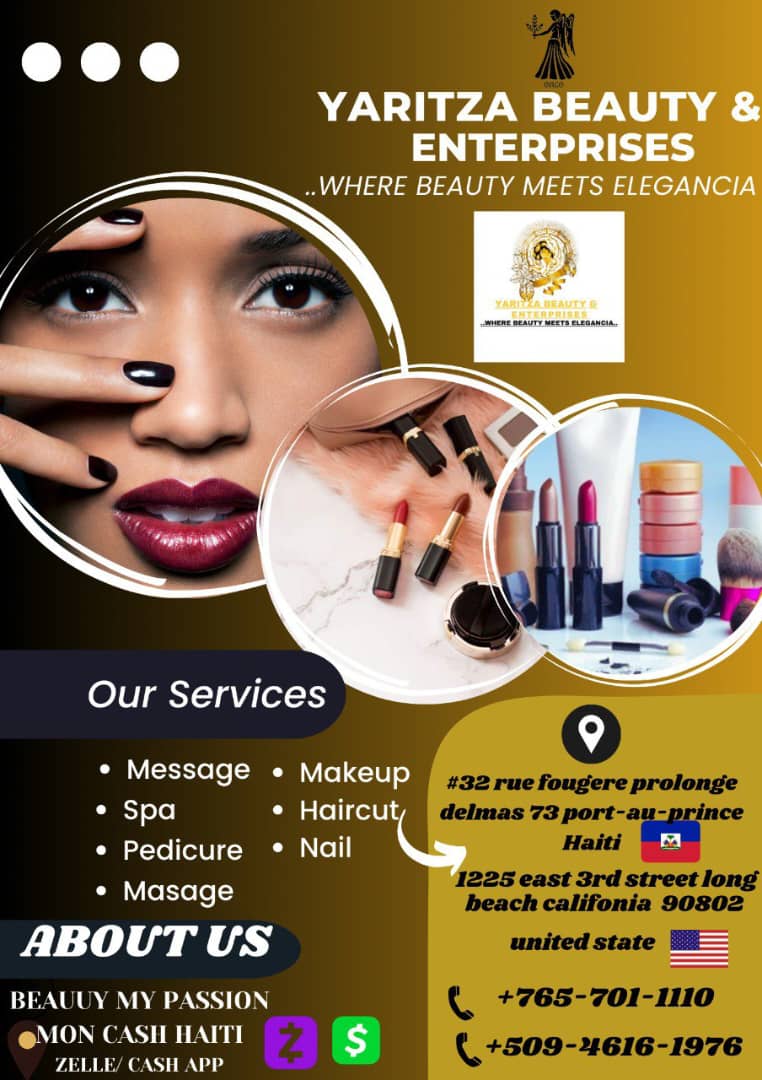 YARITZA BEAUTY &
ENTERPRISES
..WHERE BEAUTY MEETS ELEGANCIA
YARITZA BEAUTY &
ENTERPRISES
..WHERE BEAUTY MEETS ELEGANCIA..
Our Services
Message
Spa
Pedicure
Masage
Makeup
Haircut
Nail
#32 rue fougere prolonge
delmas 73 port-au-prince
Haiti
1225 east 3rd street long
beach califonia 90802
united state
+765-701-1110
+509-4616-1976
ABOUT US
BEAUUY MY PASSION
MON CASH HAITI
ZELLE/ CASH APP